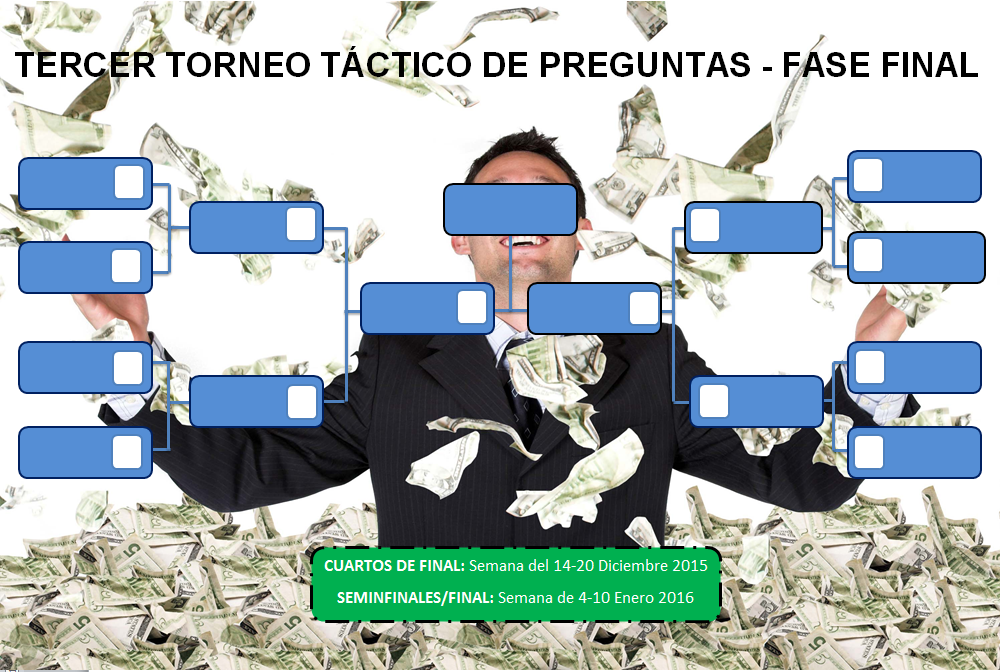 TERCER TORNEO TÁCTICO DE PREGUNTAS - FASE FINAL
CUARTOS DE FINAL: Semana del 14-20 Diciembre 2015
SEMINFINALES/FINAL: Semana de 4-10 Enero 2016